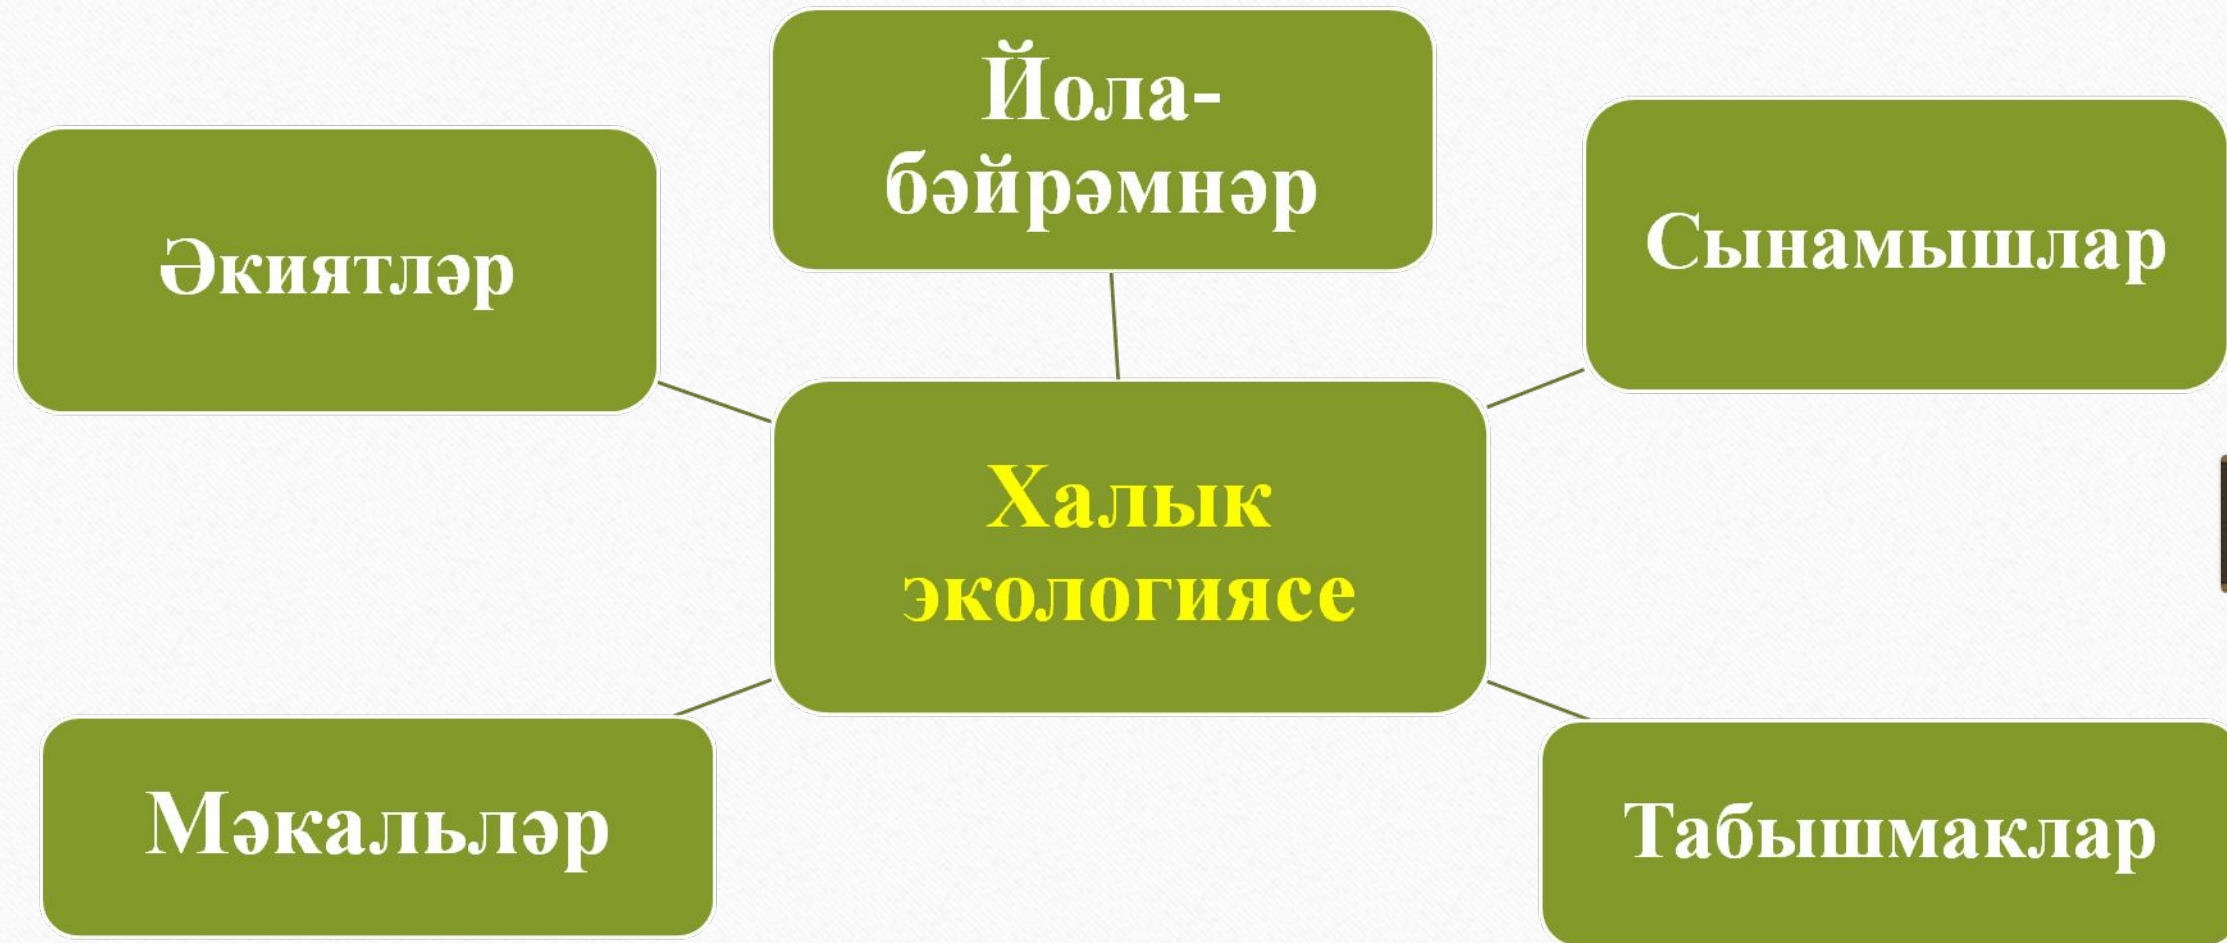 Йола-
бәйрәмнәр
Әкиятләр
Сынамышлар
Халык
экологиясе
Мәкальләр
Табышмаклар